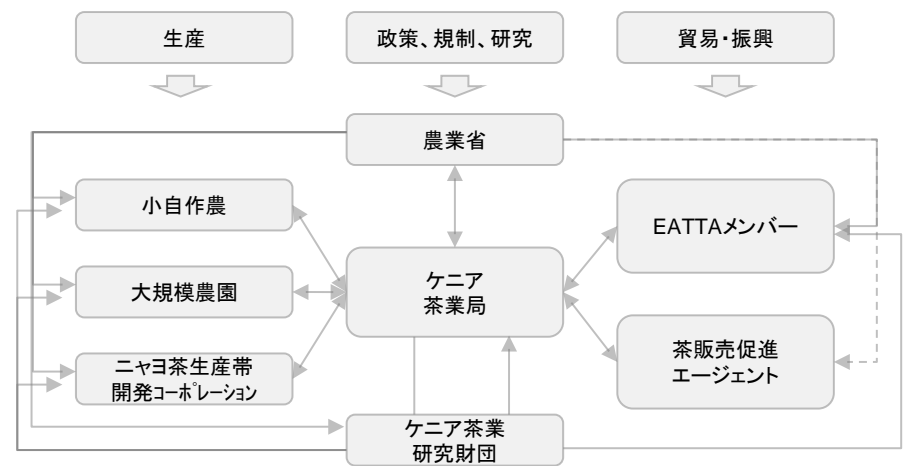 生産
政策、規制、研究
貿易・振興
農業省
小自作農
EATTAメンバー
ケニア
茶業局
大規模農園
茶販売促進
エージェント
ニャヨ茶生産帯
開発コーポレーション
ケニア茶業
研究財団